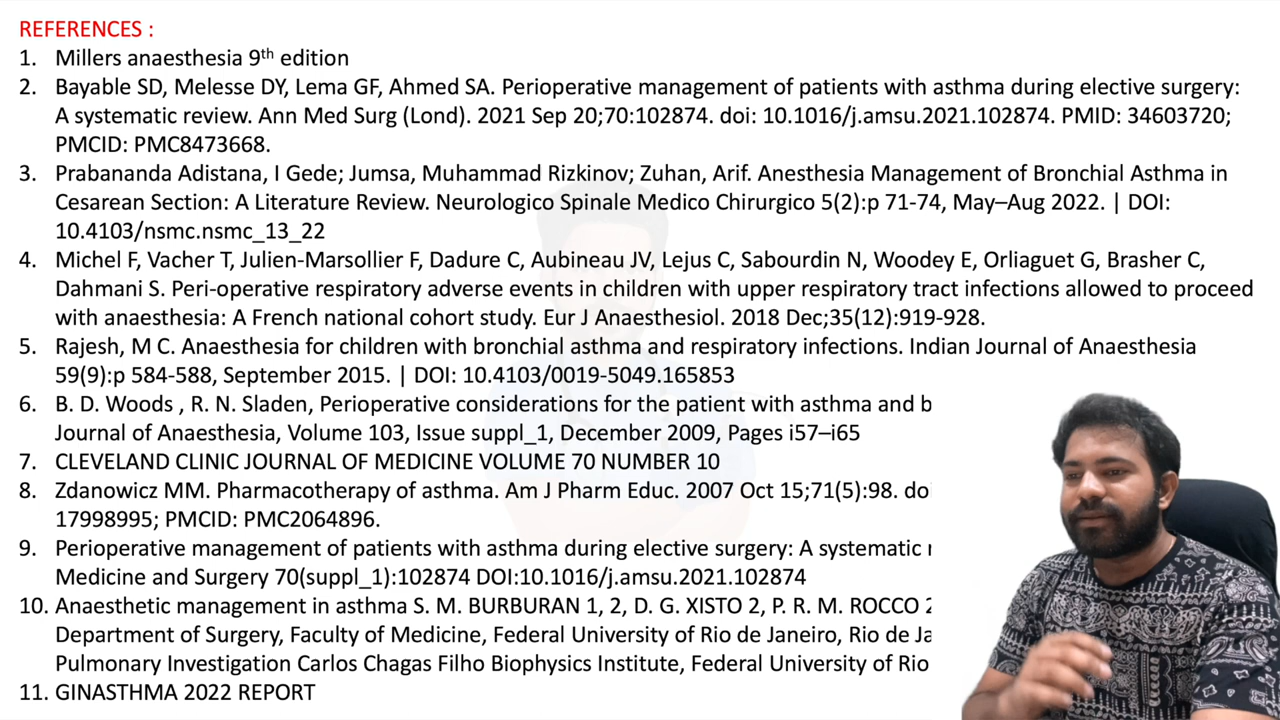 REFERENCES :
1. Millers anaesthesia 9th edition
2. Bayable SD, Melesse DY, Lema GF, Ahmed SA. Perioperative management of patients with asthma during elective surgery:
A systematic review. Ann Med Surg (Lond). 2021 Sep 20;70:102874. doi: 10.1016/j.amsu.2021.102874. PMID: 34603720;
PMCID: PMC8473668.
3. Prabananda Adistana, I Gede; Jumsa, Muhammad Rizkinov; Zuhan, Arif. Anesthesia Management of Bronchial Asthma in
Cesarean Section: A Literature Review. Neurologico Spinale Medico Chirurgico 5(2):p 71-74, May–Aug 2022. | DOI:
10.4103/nsmc.nsmc_13_22
4. Michel F, Vacher T, Julien-Marsollier F, Dadure C, Aubineau JV, Lejus C, Sabourdin N, Woodey E, Orliaguet G, Brasher C,
Dahmani S. Peri-operative respiratory adverse events in children with upper respiratory tract infections allowed to proceed
with anaesthesia: A French national cohort study. Eur J Anaesthesiol. 2018 Dec;35(12):919-928.
5. Rajesh, M C. Anaesthesia for children with bronchial asthma and respiratory infections. Indian Journal of Anaesthesia
59(9):p 584-588, September 2015. | DOI: 10.4103/0019-5049.165853
6. B. D. Woods , R. N. Sladen, Perioperative considerations for the patient with asthma and
Journal of Anaesthesia, Volume 103, Issue suppl_1, December 2009, Pages i57–i65
7. CLEVELAND CLINIC JOURNAL OF MEDICINE VOLUME 70 NUMBER 10
8. Zdanowicz MM. Pharmacotherapy of asthma. Am J Pharm Educ. 2007 Oct 15;71(5):98.
17998995; PMCID: PMC2064896.
9. Perioperative management of patients with asthma during elective surgery: A systematic
Medicine and Surgery 70(suppl_1):102874 DOI:10.1016/j.amsu.2021.102874
10. Anaesthetic management in asthma S. M. BURBURAN 1, 2, D. G. XISTO 2, P. R. M. ROCCO
Department of Surgery, Faculty of Medicine, Federal University of Rio de Janeiro, Rio de
Pulmonary Investigation Carlos Chagas Filho Biophysics Institute, Federal University of Rio
11. GINASTHMA 2022 REPORT